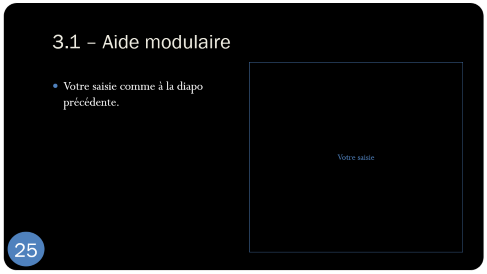 3.1 – Aide modulaire
• Votre saisie comme à la diapo
précédente.
Votre saisie
25